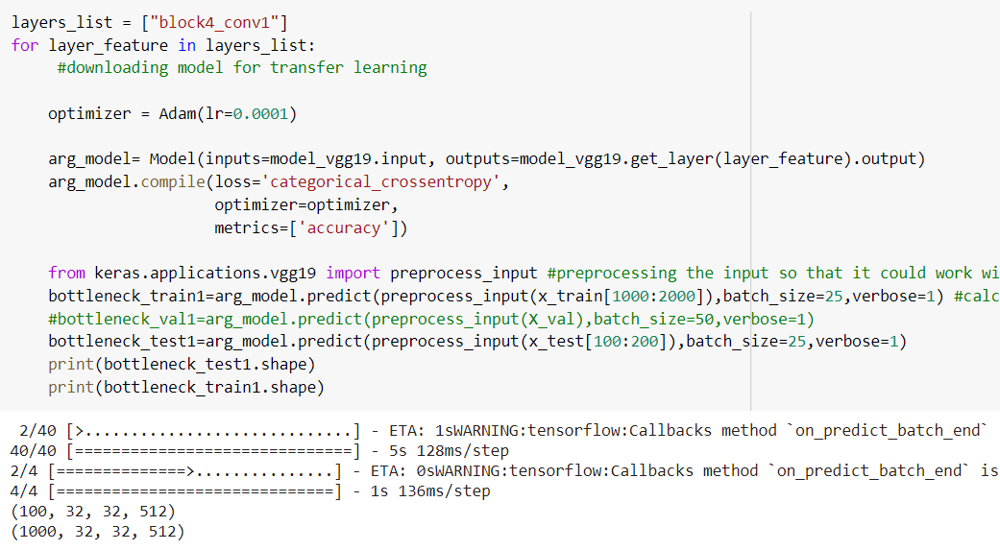 layers_list = ["block4_conv1"]
for layer_feature in layers_list:
#downloading model for transfer learning
optimizer = Adam(lr=0.0001)
arg_model= Model(inputs=model_vgg19.input, outputs=model_vgg19.get_layer(layer_feature).output)
arg_model.compile(loss='categorical_crossentropy',
optimizer=optimizer,
metrics=['accuracy'])
from keras.applications.vgg19 import preprocess_input #preprocessing the input so that it could work wi
bottleneck_train1=arg_model.predict(preprocess_input(x_train[1000:2000]),batch_size=25,verbose=1) #calc
#bottleneck_val1=arg_model.predict(preprocess_input(X_val),batch_size=50,verbose=1)
bottleneck_test1=arg_model.predict(preprocess_input(x_test[100:200]),batch_size=25,verbose=1)
print(bottleneck_test1.shape)
print(bottleneck_train1.shape)
2/40 [>.............................] - ETA: 1sWARNING:tensorflow:Callbacks method `on_predict_batch_end`
40/40 [==============================] - 5s 128ms/step
2/4 [==============>...............] - ETA: 0sWARNING:tensorflow:Callbacks method `on_predict_batch_end` is
4/4 [==============================] - 1s 136ms/step
(100, 32, 32, 512)
(1000, 32, 32, 512)